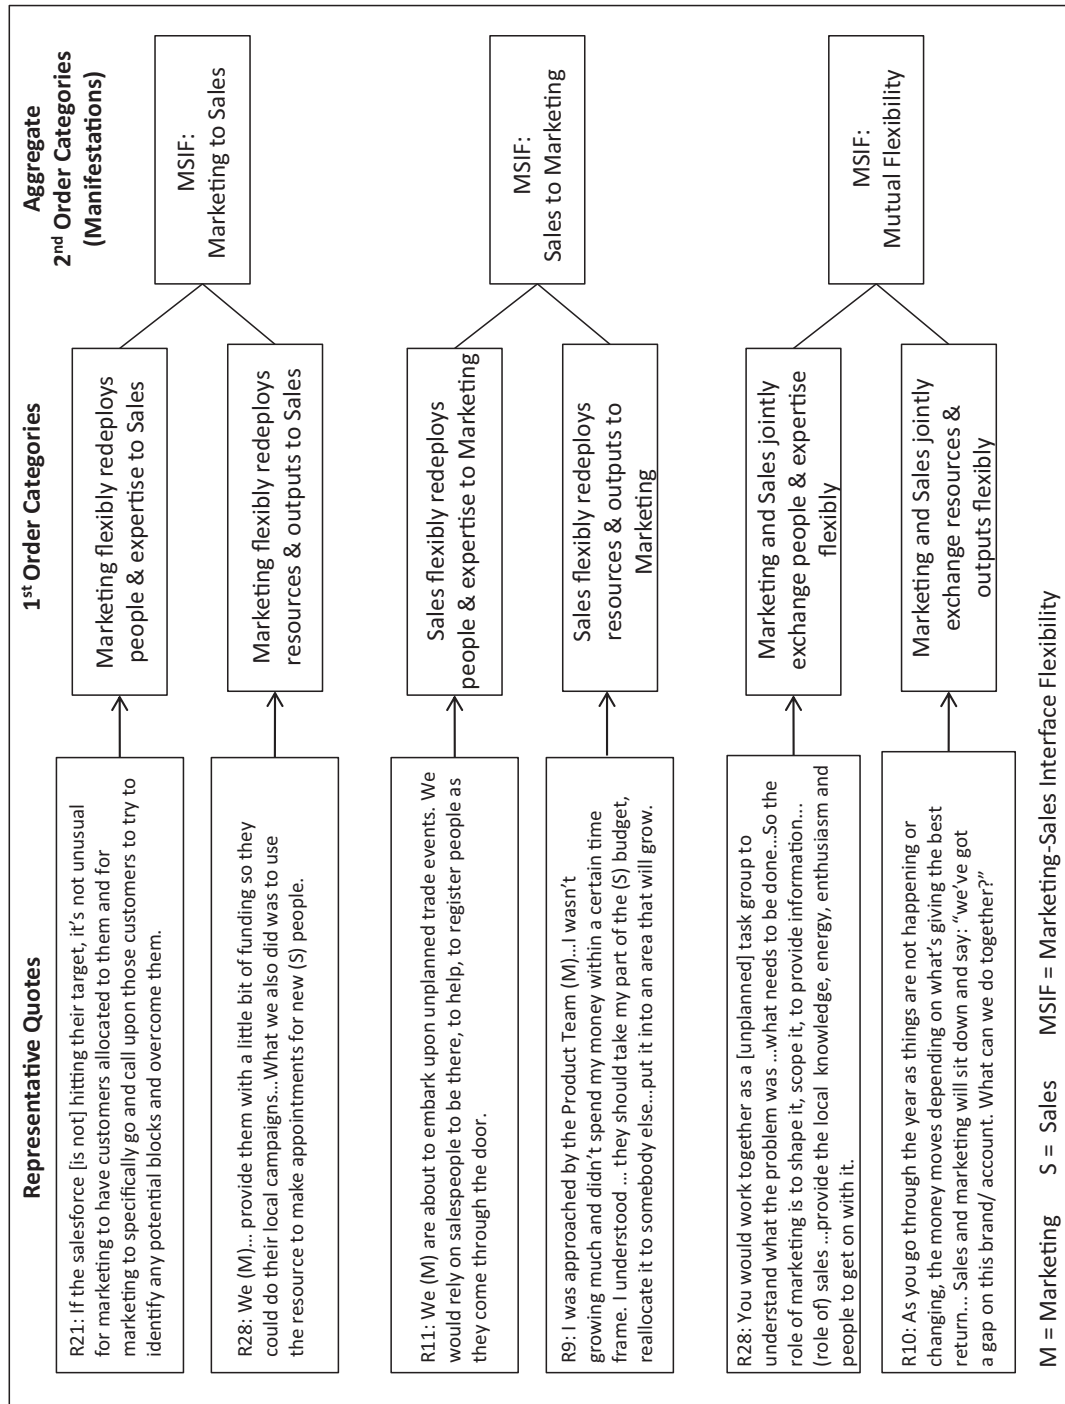 Representative Quotes
1st Order Categories
Aggregate
2nd Order Categories
(Manifestations)
R21: If the salesforce [is not] hitting their target, it’s not unusual
for marketing to have customers allocated to them and for
marketing to specifically go and call upon those customers to try to
identify any potential blocks and overcome them.
Marketing flexibly redeploys
people & expertise to Sales
MSIF:
Marketing to Sales
R28: We (M)... provide them with a little bit of funding so they
could do their local campaigns...What we also did was to use
the resource to make appointments for new (S) people.
Marketing flexibly redeploys
resources & outputs to Sales
R11: We (M) are about to embark upon unplanned trade events. We
would rely on salespeople to be there, to help, to register people as
they come through the door.
Sales flexibly redeploys
people & expertise to Marketing
MSIF:
Sales to Marketing
R9: I was approached by the Product Team (M)...I wasn’t
growing much and didn’t spend my money within a certain time
frame. I understood ... they should take my part of the (S) budget,
reallocate it to somebody else...put it into an area that will grow.
Sales flexibly redeploys
resources & outputs to
Marketing
R28: You would work together as a [unplanned] task group to
understand what the problem was ...what needs to be done...So the
role of marketing is to shape it, scope it, to provide information...
(role of) sales ...provide the local knowledge, energy, enthusiasm and
people to get on with it.
Marketing and Sales jointly
exchange people & expertise
flexibly
MSIF:
Mutual Flexibility
R10: As you go through the year as things are not happening or
changing, the money moves depending on what’s giving the best
return... Sales and marketing will sit down and say: “we’ve got
a gap on this brand/ account. What can we do together?”
Marketing and Sales jointly
exchange resources &
outputs flexibly
M = Marketing S = Sales MSIF = Marketing-Sales Interface Flexibility